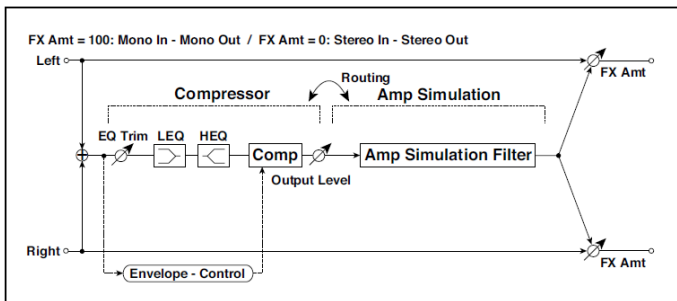 FX Amt = 100: Mono In - Mono Out / FX Amt = 0: Stereo In - Stereo Out
Left
FX Amt
Routing
Compressor
Amp Simulation
EQ Trim
LEQ
HEQ
Comp
Amp Simulation Filter
Output Level
Right
FX Amt
Envelope - Control